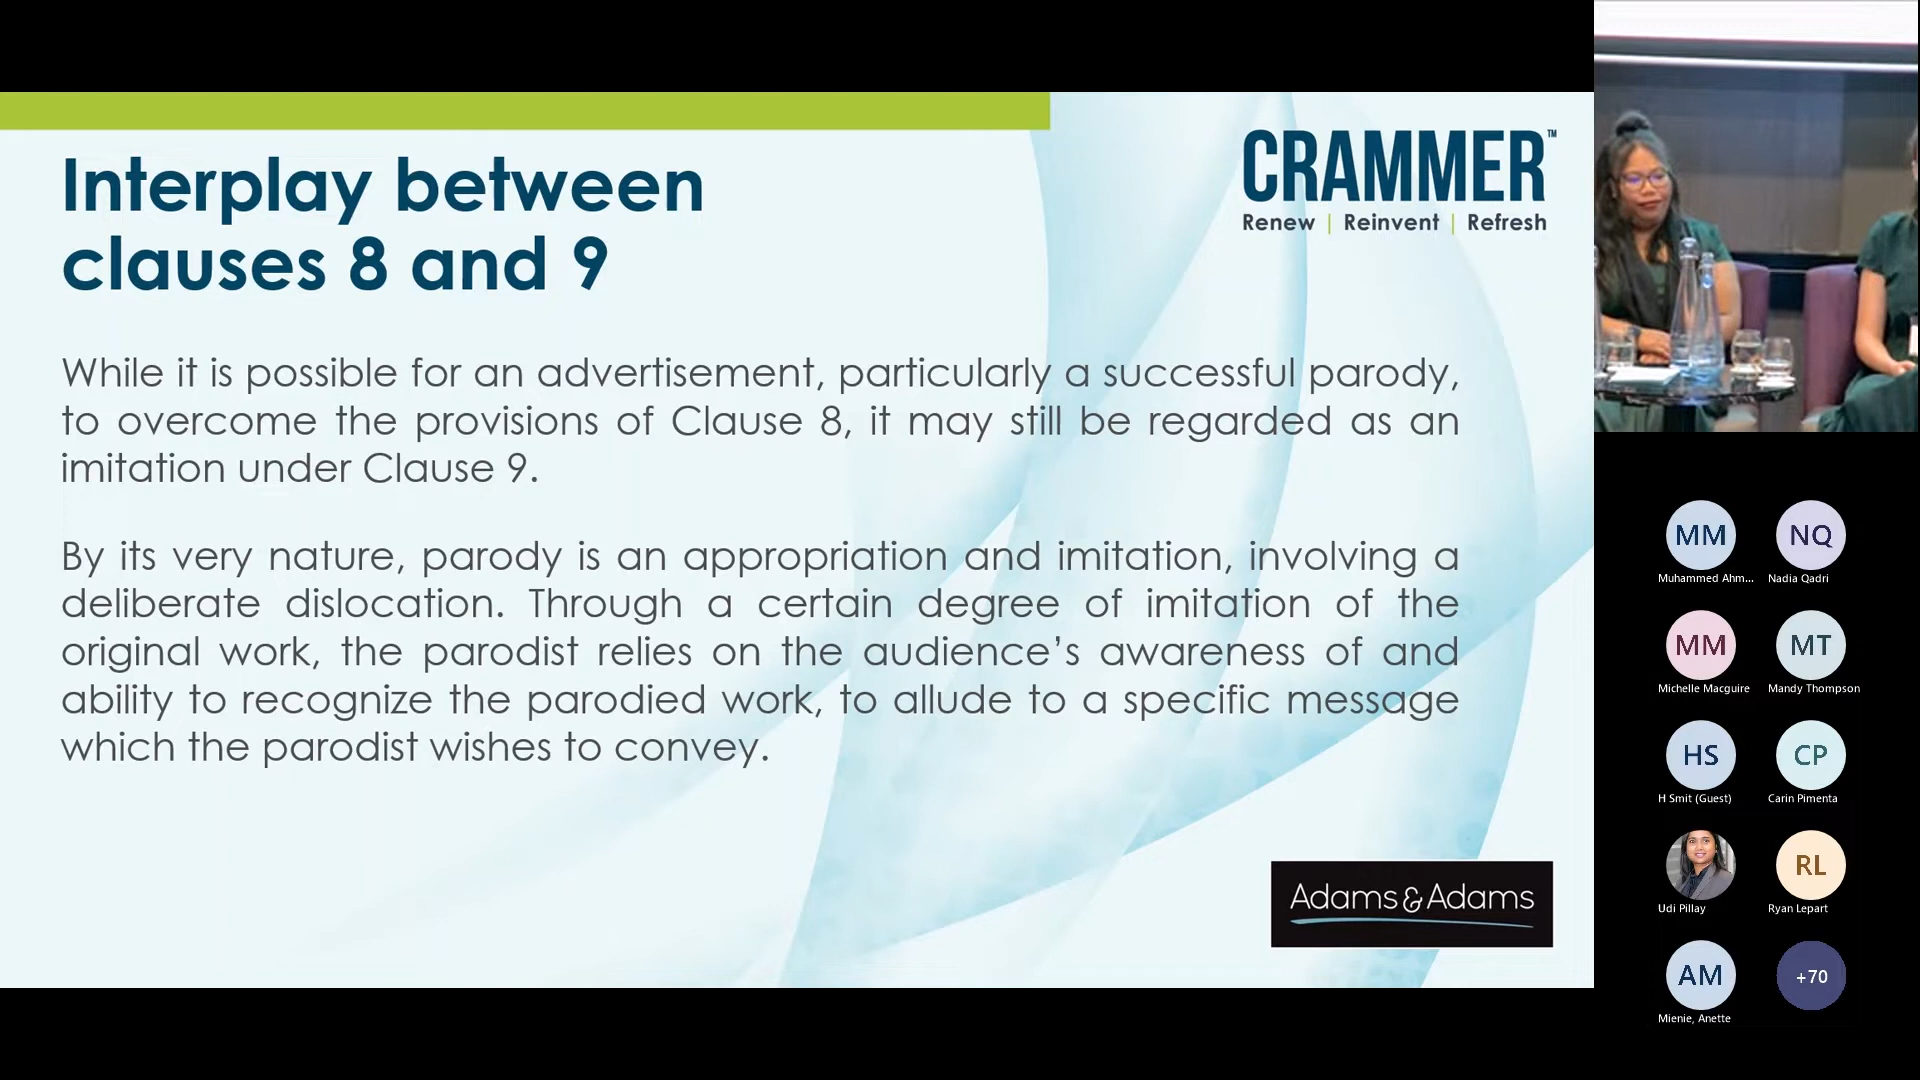 Interplay between
clauses 8 and 9
CRAMMER™
Renew | Reinvent | Refresh
While it is possible for an advertisement, particularly a successful parody,
to overcome the provisions of Clause 8, it may still be regarded as an
imitation under Clause 9.
By its very nature, parody is an appropriation and imitation, involving a
deliberate dislocation. Through a certain degree of imitation of the
original work, the parodist relies on the audience’s awareness of and
ability to recognize the parodied work, to allude to a specific message
which the parodist wishes to convey.
Adams&Adams
MM
NQ
Muhammed Ahm...
Nadia Qadri
MM
MT
Michelle Macguire
Mandy Thompson
HS
CP
H Smit (Guest)
Carin Pimenta
RL
Udi Pillay
Ryan Lepart
AM
+70
Mienie, Anette